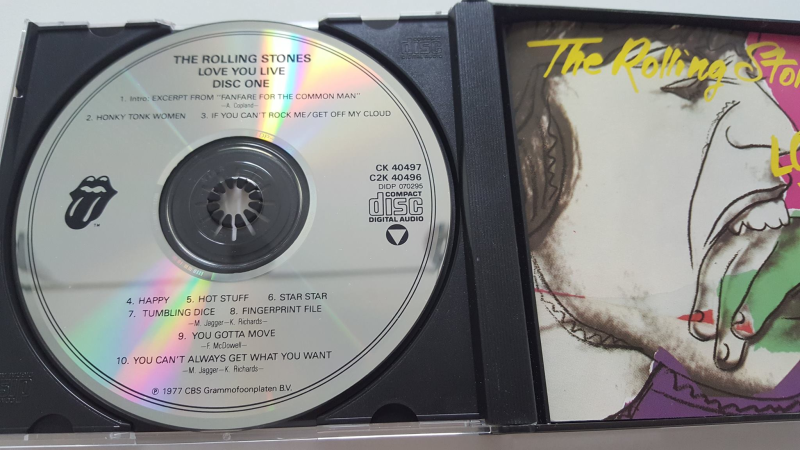 THE ROLLING STONES
LOVE YOU LIVE
DISC ONE
1. Intro: EXCERPT FROM "FANFARE FOR THE COMMON MAN"
—A. Copland—
2. HONKY TONK WOMEN 3. IF YOU CAN'T ROCK ME/GET OFF MY CLOUD
CK 40497
C2K 40496
DIDP 070295
COMPACT
disc
DIGITAL AUDIO
TM
4. HAPPY 5. HOT STUFF 6. STAR STAR
7. TUMBLING DICE 8. FINGERPRINT FILE
—M. Jagger—K. Richards—
9. YOU GOTTA MOVE
—F. McDowell—
10. YOU CAN'T ALWAYS GET WHAT YOU WANT
—M. Jagger—K. Richards—
℗ 1977 CBS Grammofoonplaten B.V.
The Rolling Sto
LO